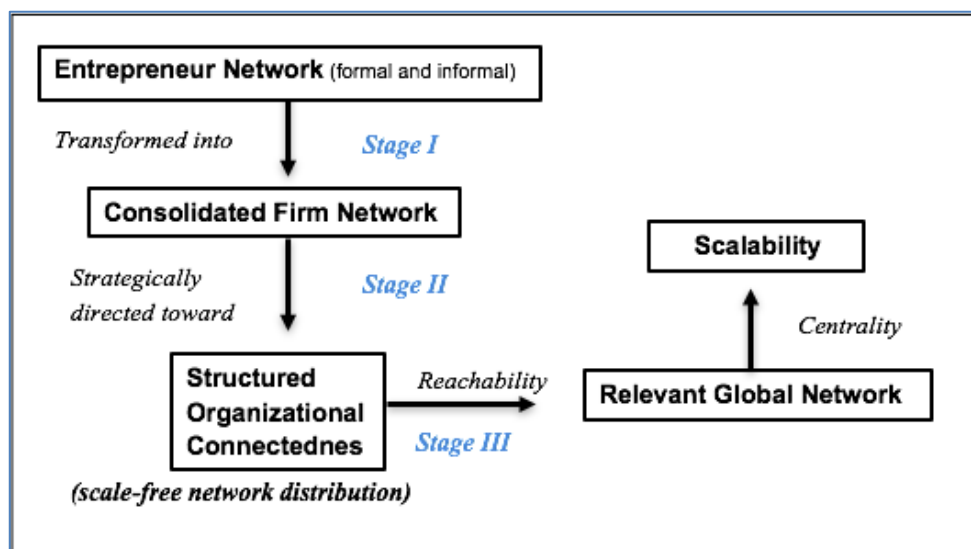 Entrepreneur Network (formal and informal)
Transformed into
Stage I
Consolidated Firm Network
Strategically
directed toward
Stage II
Structured
Organizational
Connectednes
(scale-free network distribution)
Reachability
Stage III
Relevant Global Network
Centrality
Scalability